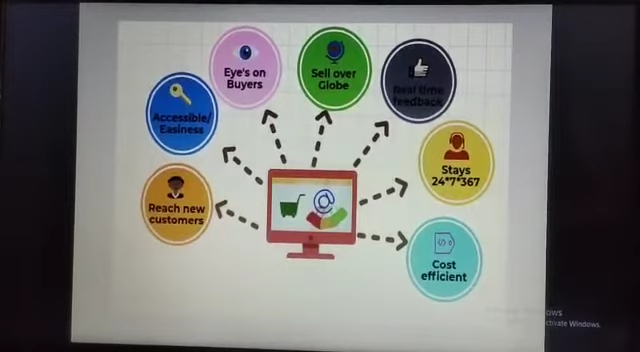 Eye's on
Buyers
Sell over
Globe
Real time
feedback
Accessible/
Easiness
Stays
24*7*367
Reach new
customers
Cost
efficient